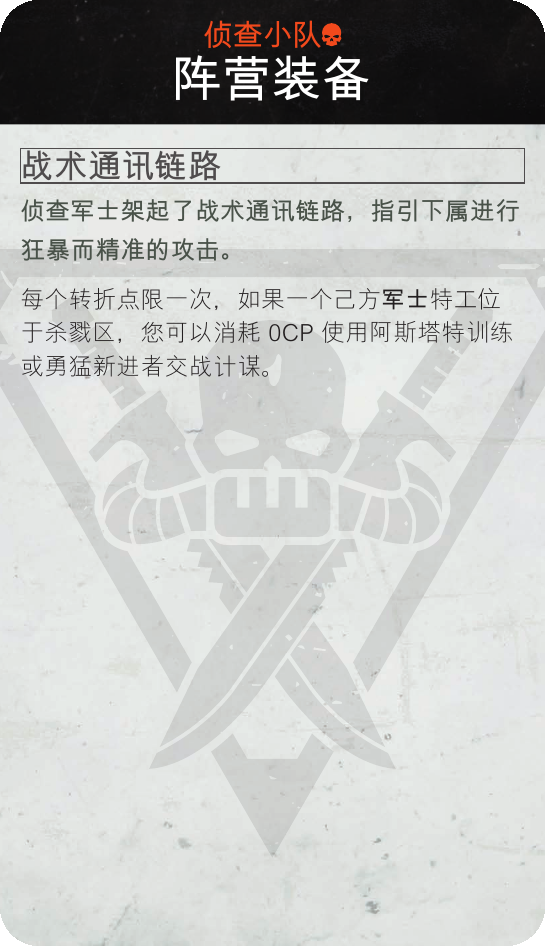 侦查小队
阵营装备
战术通讯链路
侦查军士架起了战术通讯链路，指引下属进行
狂暴而精准的攻击。
每个转折点限一次，如果一个己方军士特工位
于杀戮区，您可以消耗 0CP 使用阿斯塔特训练
或勇猛新进者交战计谋。